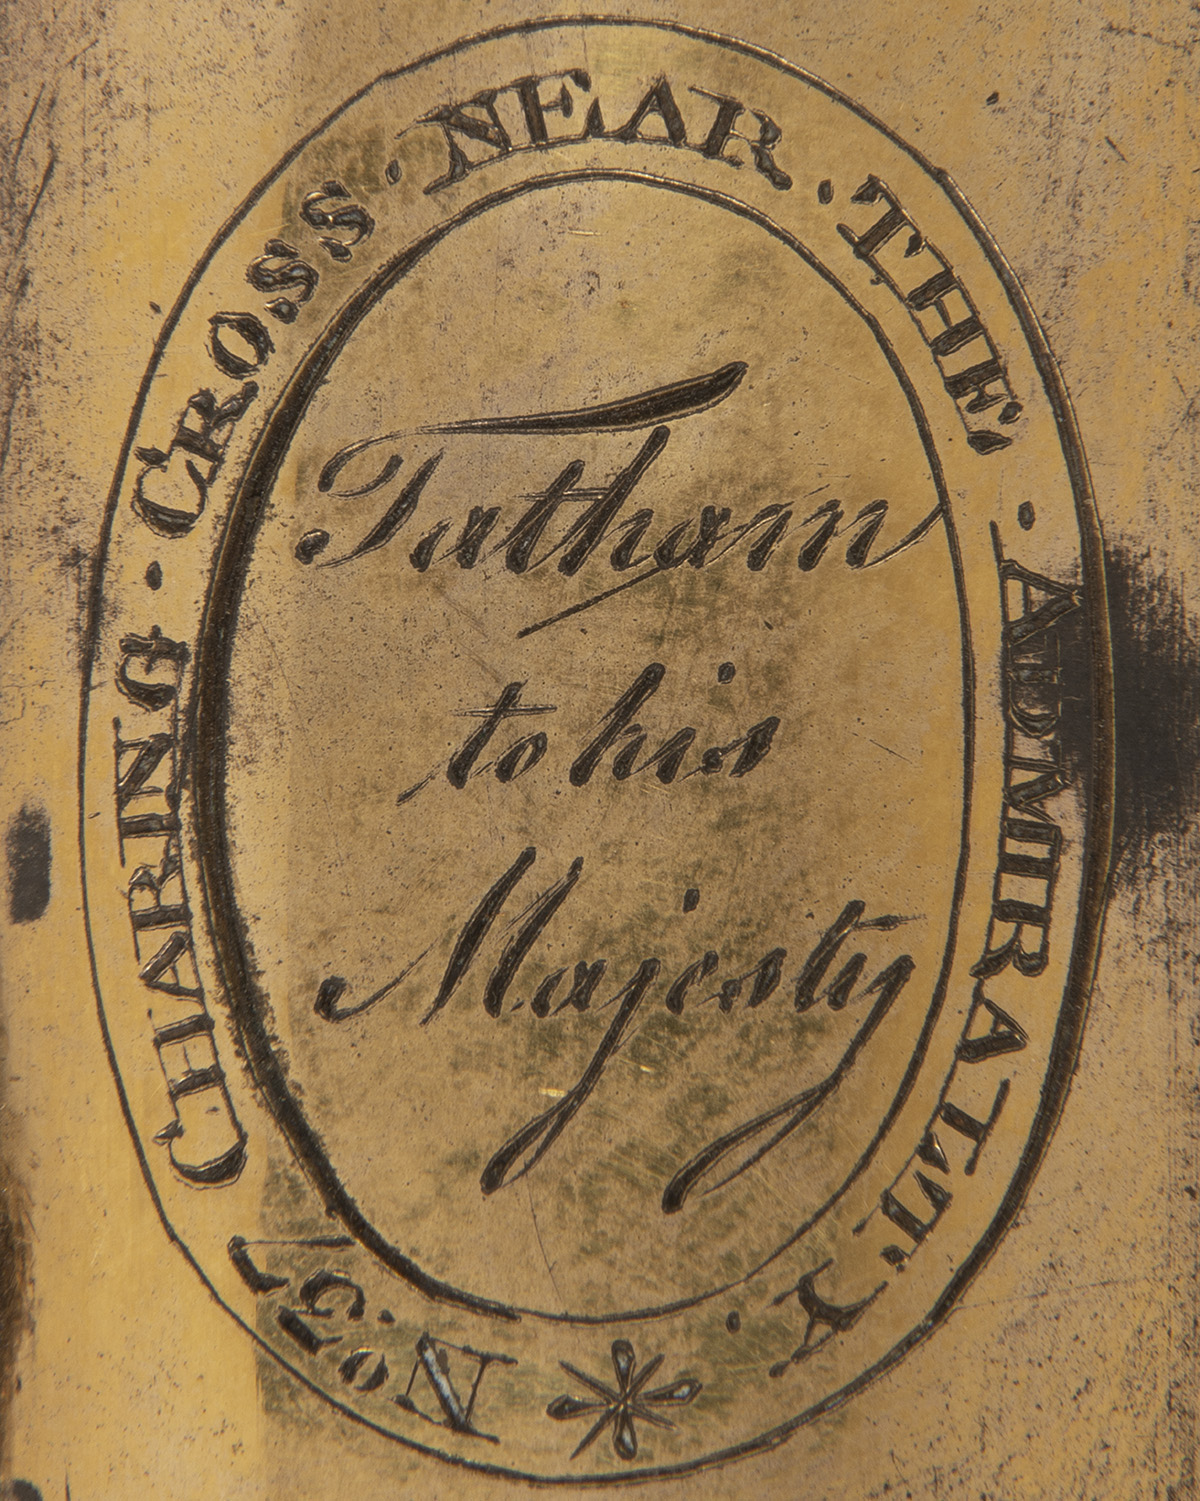 No. 37 CHARING · CROSS · NEAR · THE · ADMIRALTY ·
Tatham
to his
Majesty